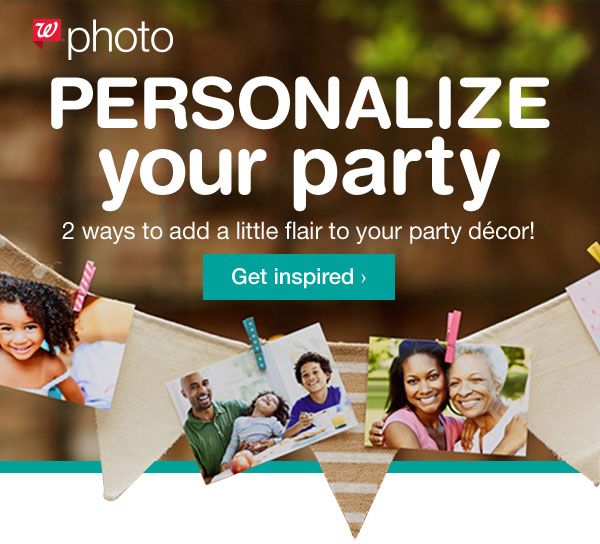 W photo
PERSONALIZE
your party
2 ways to add a little flair to your party décor!
Get inspired ›